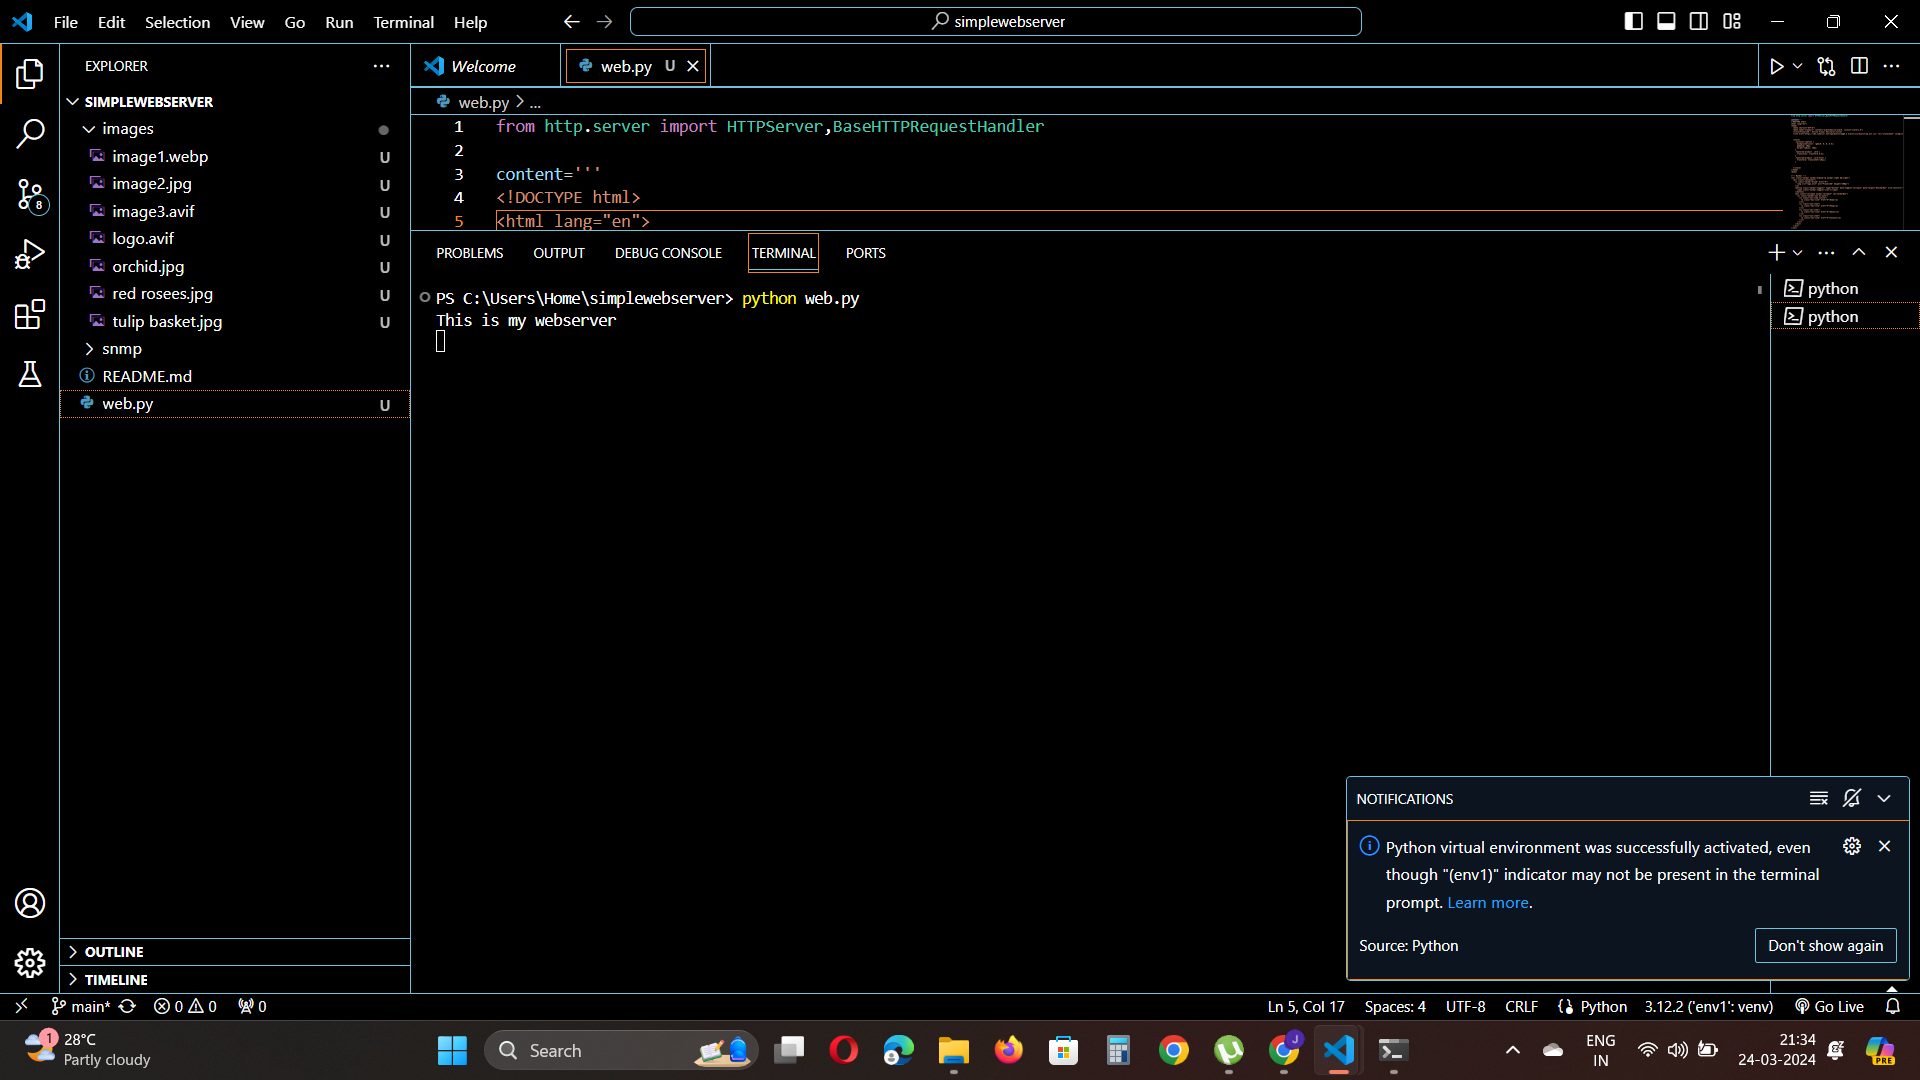 File Edit Selection View Go Run Terminal Help
simplewebserver
EXPLORER
SIMPLEWEBSERVER
images
image1.webp U
image2.jpg U
image3.avif U
logo.avif U
orchid.jpg U
red rosees.jpg U
tulip basket.jpg U
snmp
README.md
web.py U
OUTLINE
TIMELINE
8
Welcome
web.py U
web.py > ...
1 from http.server import HTTPServer,BaseHTTPRequestHandler
2
3 content='''
4 <!DOCTYPE html>
5 <html lang="en">
PROBLEMS OUTPUT DEBUG CONSOLE TERMINAL PORTS
PS C:\Users\Home\simplewebserver> python web.py
This is my webserver
python
python
NOTIFICATIONS
Python virtual environment was successfully activated, even
though "(env1)" indicator may not be present in the terminal
prompt. Learn more.
Source: Python
Don't show again
main* 0 0 0
Ln 5, Col 17 Spaces: 4 UTF-8 CRLF Python 3.12.2 ('env1': venv) Go Live
1
28°C
Partly cloudy
Search
J
ENG
IN
21:34
24-03-2024
PRE